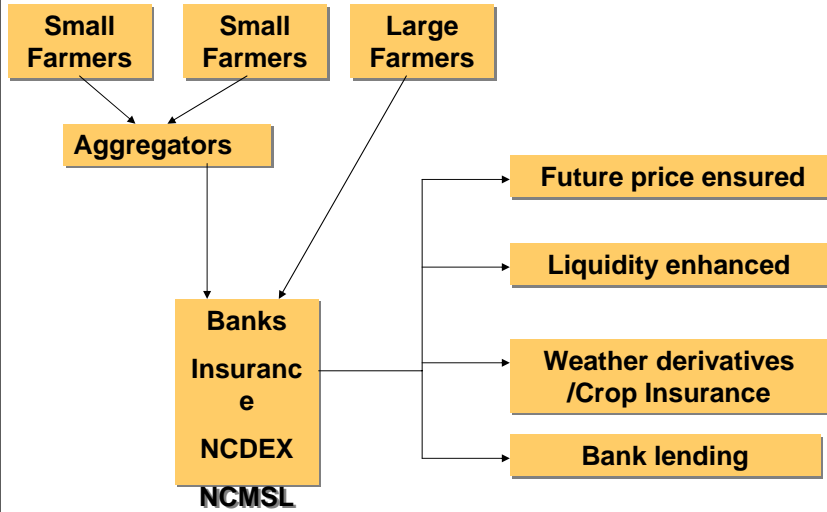 Small
Farmers
Small
Farmers
Large
Farmers
Aggregators
Future price ensured
Liquidity enhanced
Banks
Insuranc
e
NCDEX
NCMSL
Weather derivatives
/Crop Insurance
Bank lending